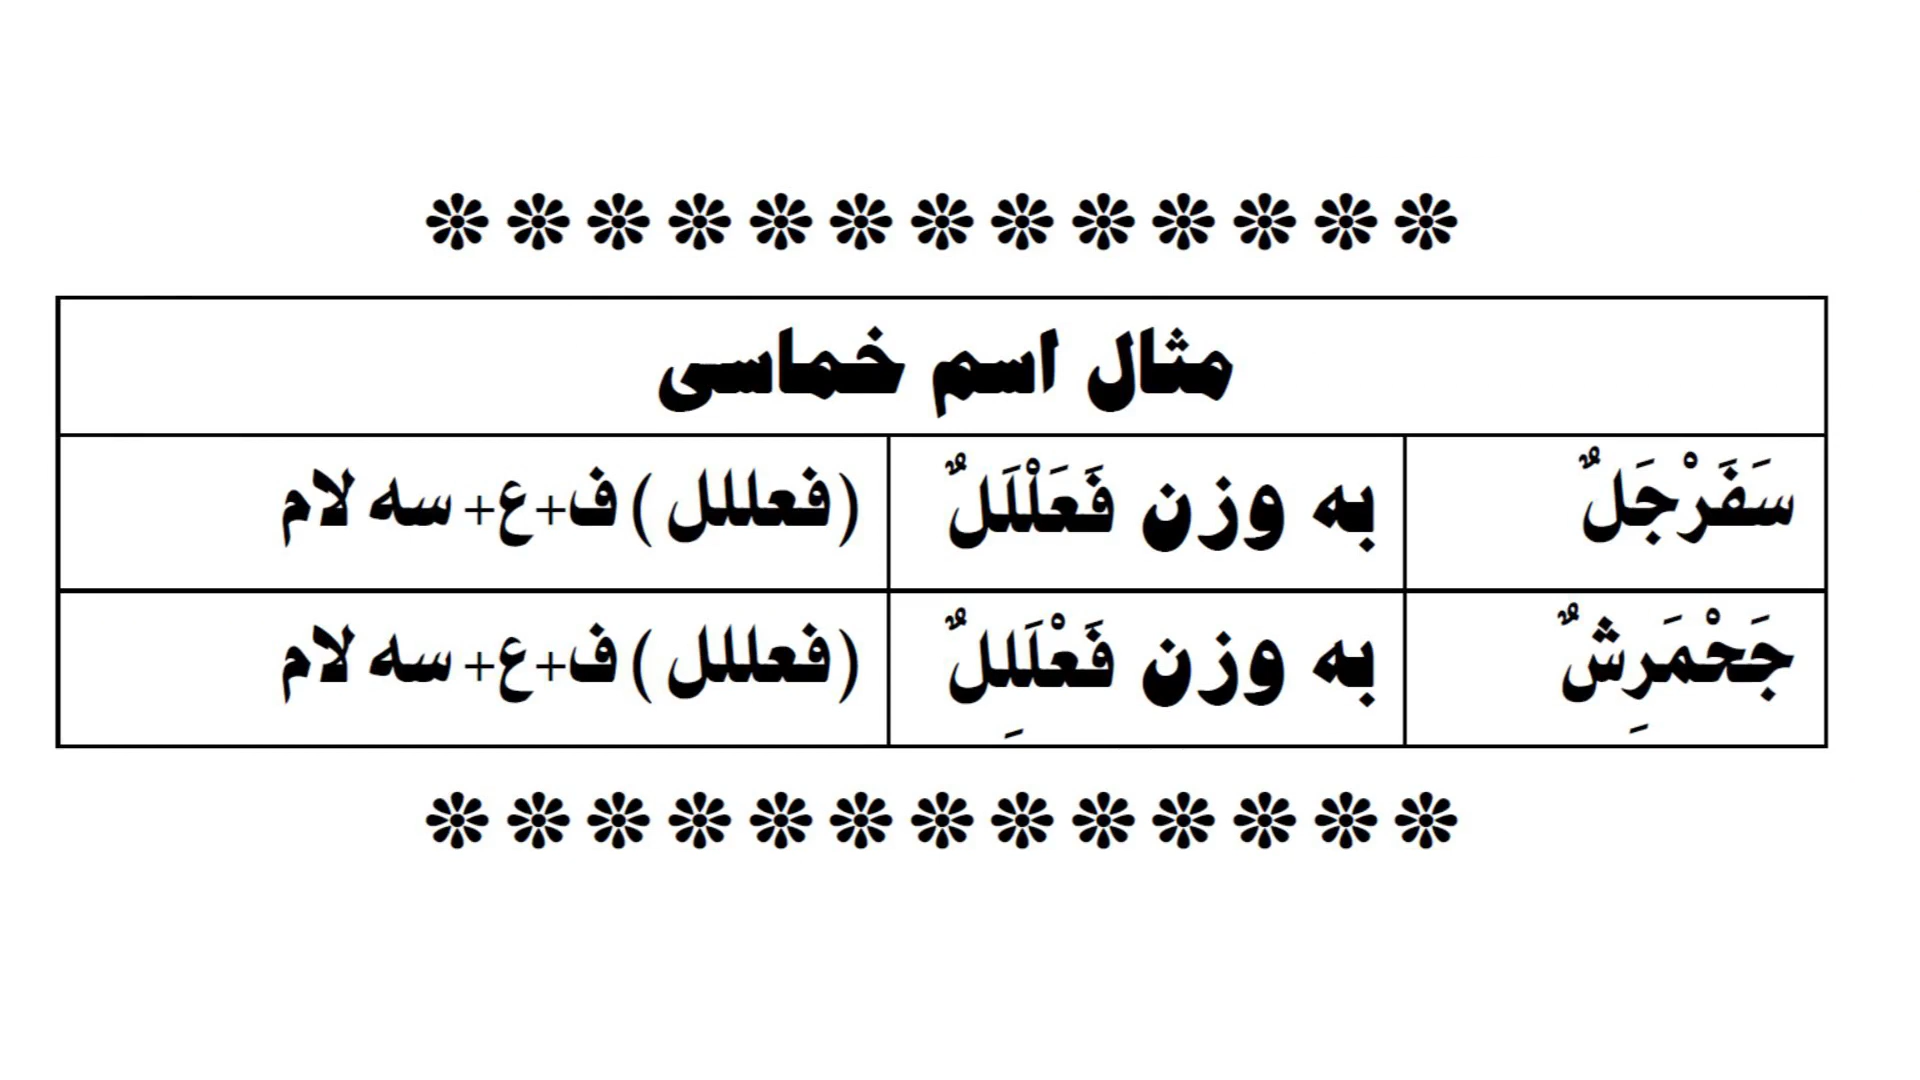 ❊ ❊ ❊ ❊ ❊ ❊ ❊ ❊ ❊ ❊ ❊ ❊ ❊
مثال اسم خماسی
سَفَرْجَلٌ به وزن فَعَلْلَلٌ (فعللل) ف+ع+ سه لام
جَحْمَرِشٌ به وزن فَعْلَلِلٌ (فعللل) ف+ع+ سه لام
❊ ❊ ❊ ❊ ❊ ❊ ❊ ❊ ❊ ❊ ❊ ❊ ❊